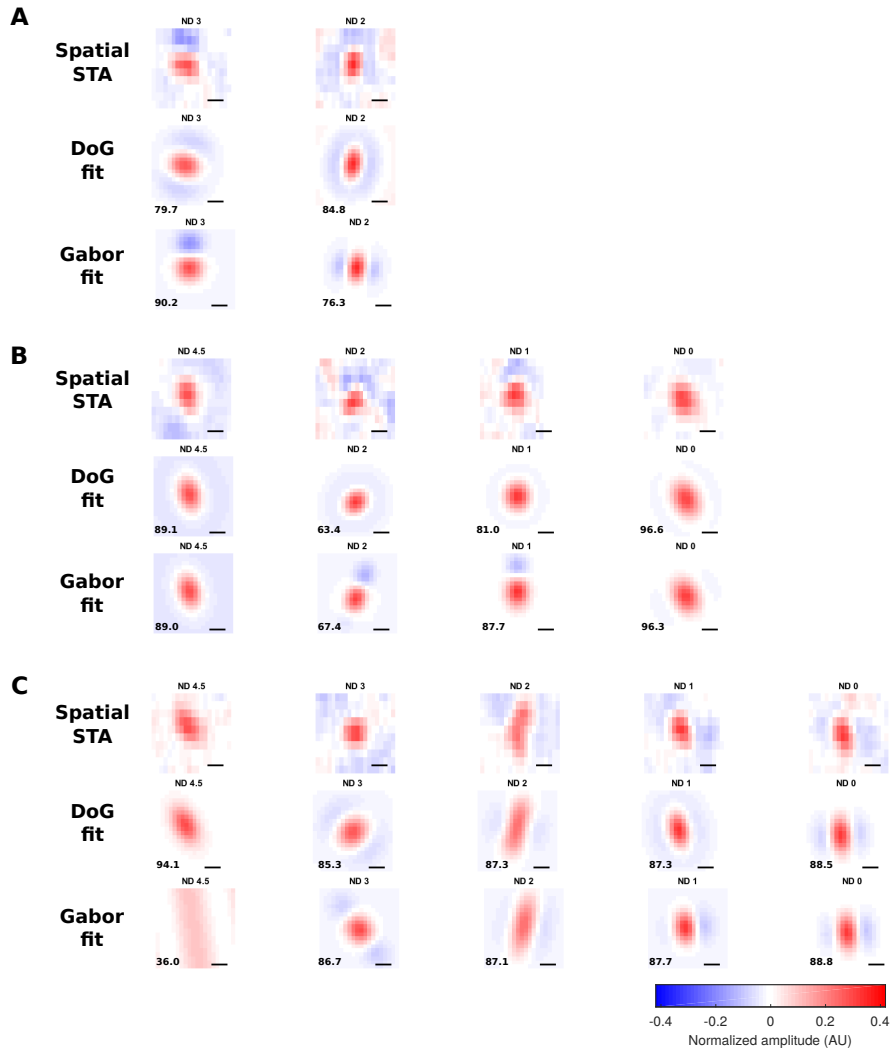 A
ND 3 ND 2
Spatial
STA
ND 3 ND 2
DoG
fit
79.7 84.8
ND 3 ND 2
Gabor
fit
90.2 76.3
B
ND 4.5 ND 2 ND 1 ND 0
Spatial
STA
ND 4.5 ND 2 ND 1 ND 0
DoG
fit
89.1 63.4 81.0 96.6
ND 4.5 ND 2 ND 1 ND 0
Gabor
fit
89.0 67.4 87.7 96.3
C
ND 4.5 ND 3 ND 2 ND 1 ND 0
Spatial
STA
ND 4.5 ND 3 ND 2 ND 1 ND 0
DoG
fit
94.1 85.3 87.3 87.3 88.5
ND 4.5 ND 3 ND 2 ND 1 ND 0
Gabor
fit
36.0 86.7 87.1 87.7 88.8
-0.4 -0.2 0 0.2 0.4
Normalized amplitude (AU)